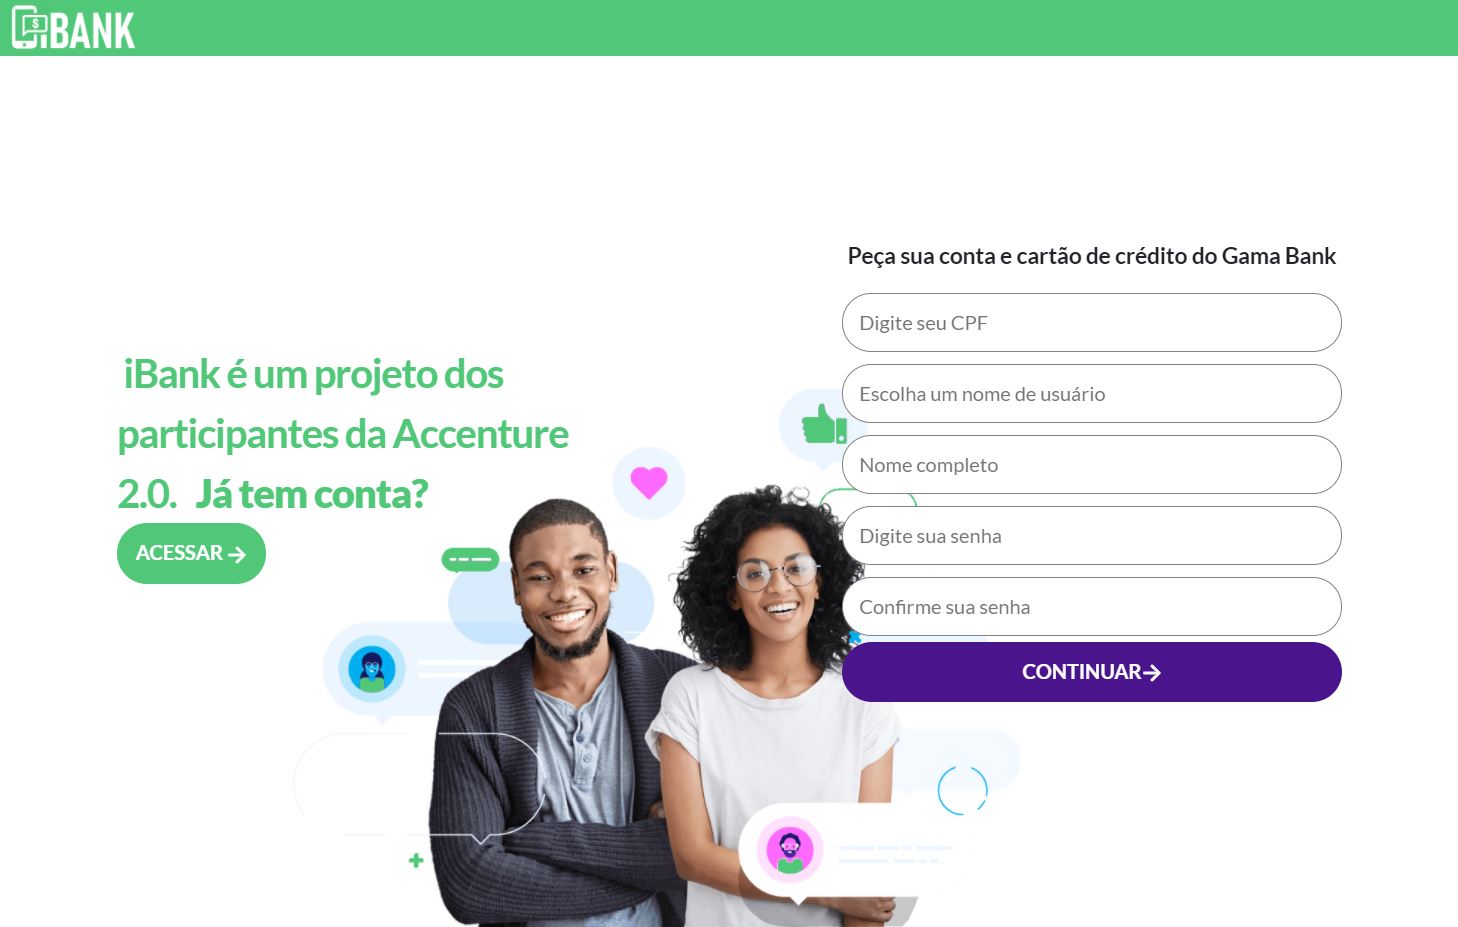 iBANK
Peça sua conta e cartão de crédito do Gama Bank
Digite seu CPF
Escolha um nome de usuário
Nome completo
Digite sua senha
Confirme sua senha
CONTINUAR
iBank é um projeto dos
participantes da Accenture
2.0. Já tem conta?
ACESSAR